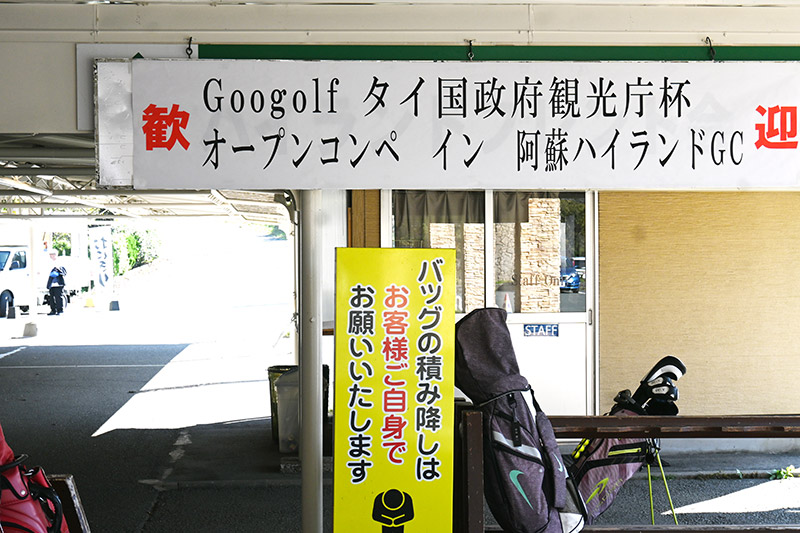 歓
Googolf タイ国政府観光庁杯
オープンコンペ イン 阿蘇ハイランドGC
迎
バッグの積み降しは
お客様ご自身で
お願いいたします
Staff On
STAFF